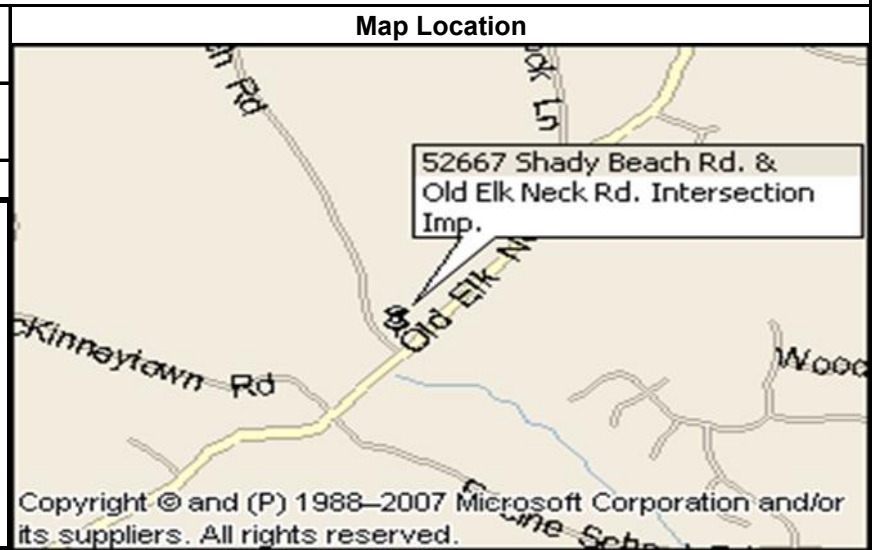 Map Location
Rd
Ln
52667 Shady Beach Rd. &
Old Elk Neck Rd. Intersection
Imp.
Old Elk
Rd
Copyright © and (P) 1988–2007 Microsoft Corporation and/or
its suppliers. All rights reserved.